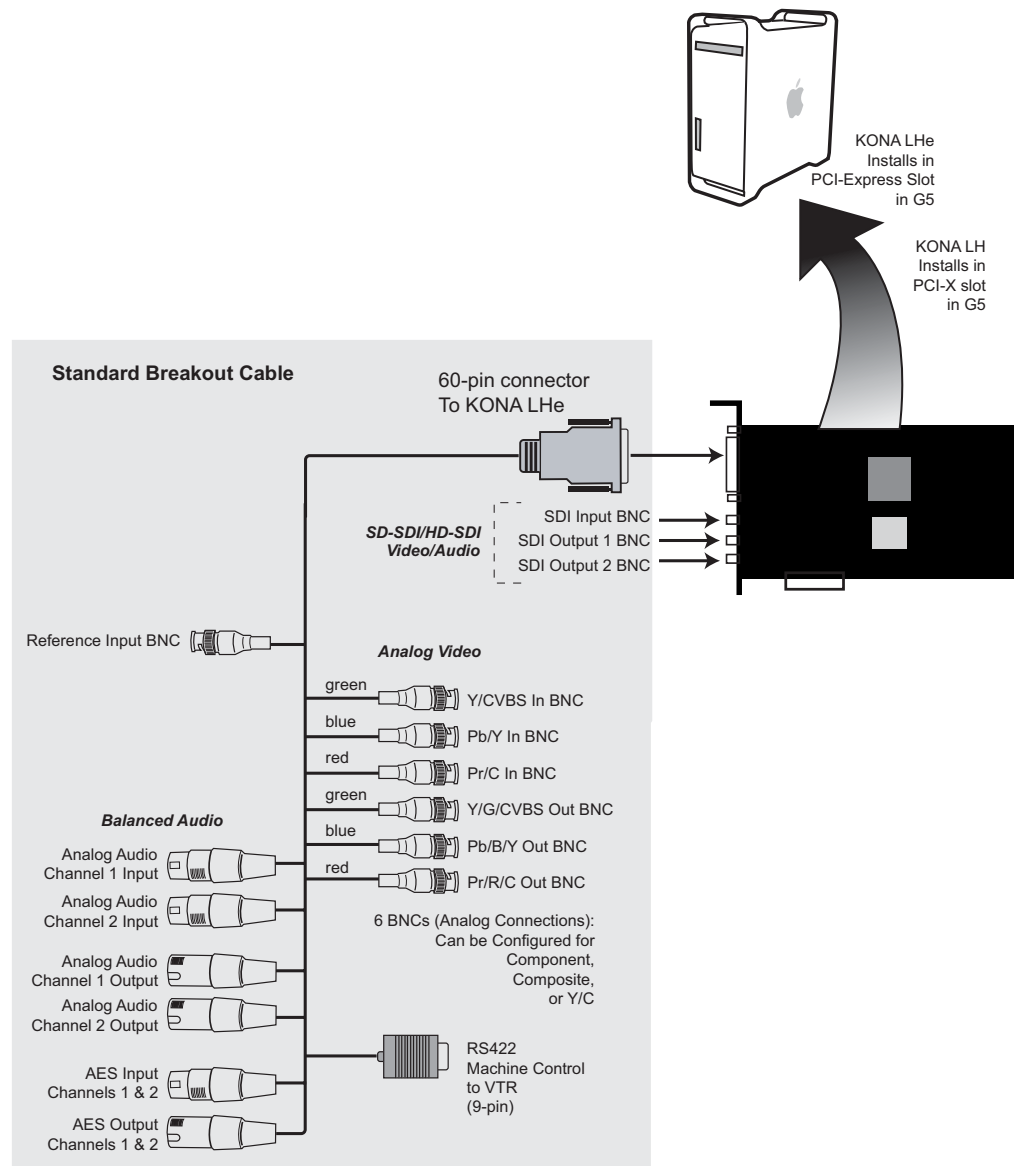 KONA LHe
Installs in
PCI-Express Slot
in G5
KONA LH
Installs in
PCI-X slot
in G5
Standard Breakout Cable
60-pin connector
To KONA LHe
SD-SDI/HD-SDI
Video/Audio
SDI Input BNC
SDI Output 1 BNC
SDI Output 2 BNC
Reference Input BNC
Analog Video
green
Y/CVBS In BNC
blue
Pb/Y In BNC
red
Pr/C In BNC
green
Y/G/CVBS Out BNC
blue
Pb/B/Y Out BNC
red
Pr/R/C Out BNC
6 BNCs (Analog Connections):
Can be Configured for
Component,
Composite,
or Y/C
Balanced Audio
Analog Audio
Channel 1 Input
Analog Audio
Channel 2 Input
Analog Audio
Channel 1 Output
Analog Audio
Channel 2 Output
AES Input
Channels 1 & 2
AES Output
Channels 1 & 2
RS422
Machine Control
to VTR
(9-pin)